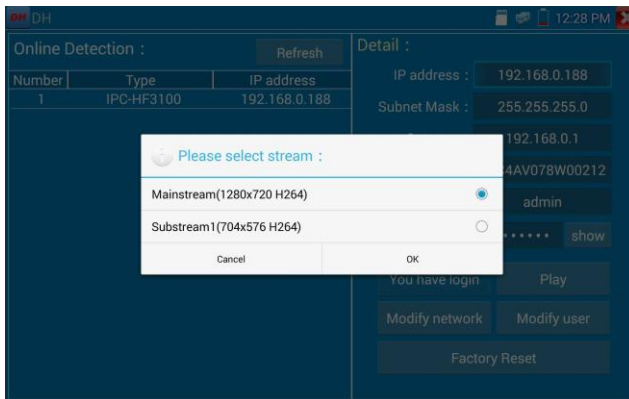 DH DH
12:28 PM
Online Detection :
Refresh
Number Type IP address
1 IPC-HF3100 192.168.0.188
Detail :
IP address : 192.168.0.188
Subnet Mask : 255.255.255.0
192.168.0.1
4AV078W00212
admin
•••••• show
You have login
Play
Modify network
Modify user
Factory Reset
Please select stream :
Mainstream(1280x720 H264)
Substream1(704x576 H264)
Cancel
OK